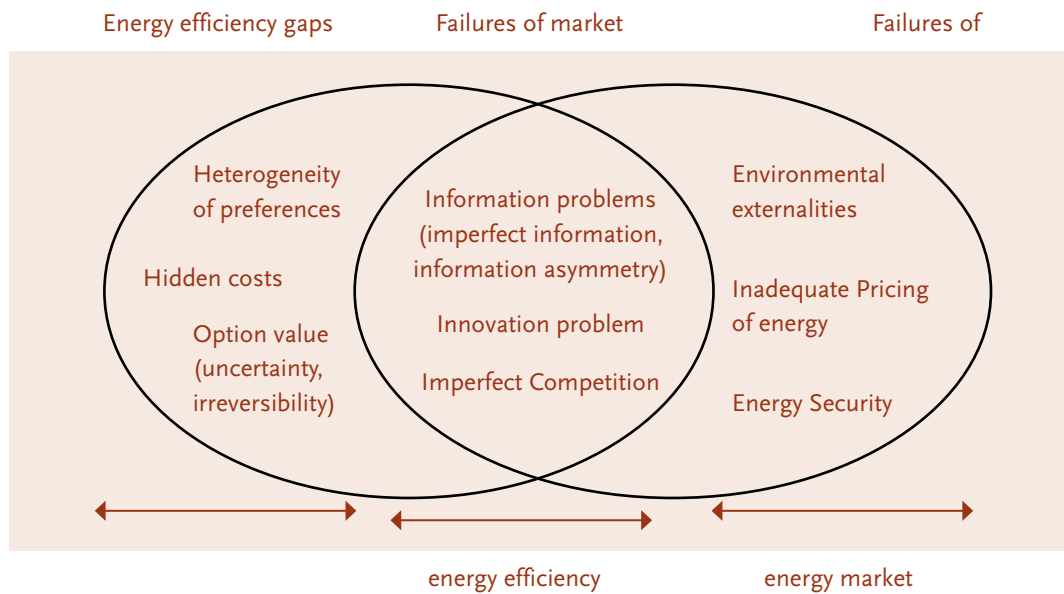 Energy efficiency gaps
Failures of market
Failures of
Heterogeneity
of preferences
Hidden costs
Option value
(uncertainty,
irreversibility)
Information problems
(imperfect information,
information asymmetry)
Innovation problem
Imperfect Competition
Environmental
externalities
Inadequate Pricing
of energy
Energy Security
energy efficiency
energy market